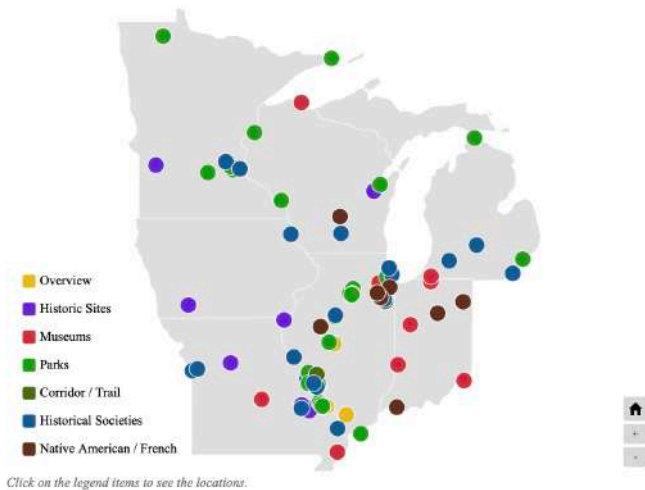 Overview
Historic Sites
Museums
Parks
Corridor / Trail
Historical Societies
Native American / French
+
-
Click on the legend items to see the locations.